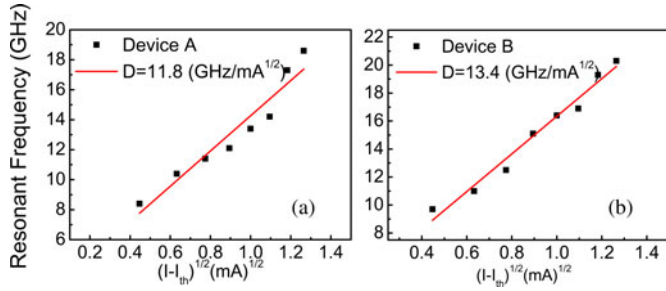 Resonant Frequency (GHz)
20
18
16
14
12
10
8
6
Device A
D=11.8 (GHz/mA^1/2)
(a)
0.2 0.4 0.6 0.8 1.0 1.2 1.4
(I-I_th)^1/2(mA)^1/2
22
20
18
16
14
12
10
8
Device B
D=13.4 (GHz/mA^1/2)
(b)
0.4 0.6 0.8 1.0 1.2 1.4
(I-I_th)^1/2(mA)^1/2